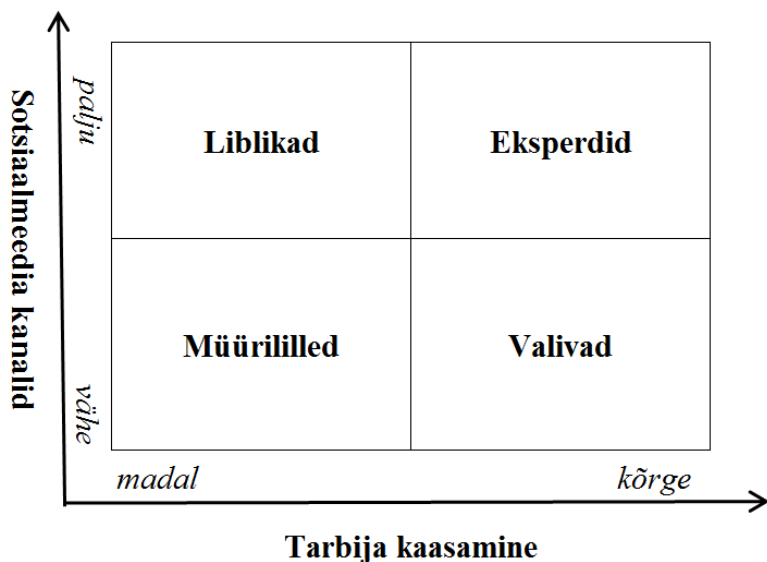 Sotsiaalmeedia kanalid
palju
vähe
Liblikad
Eksperdid
Müürililled
Valivad
madal
kõrge
Tarbija kaasamine